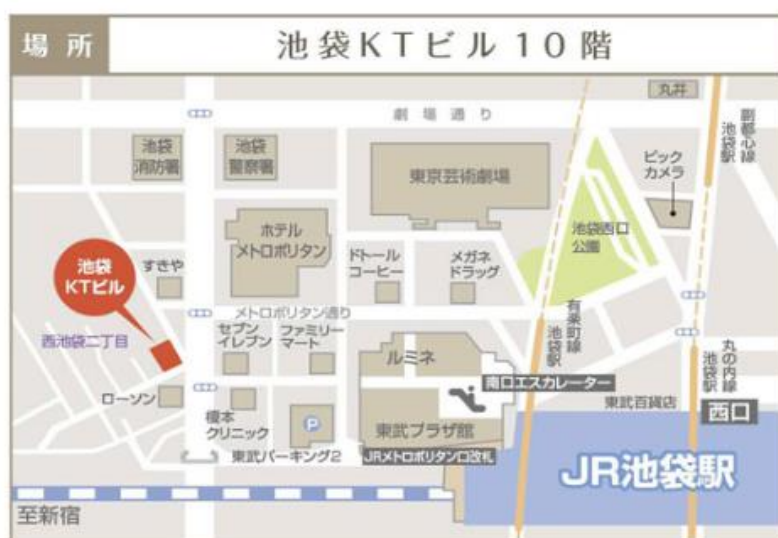 場所
池袋KTビル10階
丸井
劇場通り
副都心線
池袋駅
池袋
消防署
池袋
警察署
東京芸術劇場
ビック
カメラ
ホテル
メトロポリタン
池袋西口
公園
池袋
KTビル
すきや
ドトール
コーヒー
メガネ
ドラッグ
メトロポリタン通り
有楽町線
池袋駅
西池袋二丁目
セブン
イレブン
ファミリー
マート
ルミネ
丸の内線
池袋駅
南口エスカレーター
ローソン
東武百貨店
西口
榎本
クリニック
P
東武プラザ館
東武パーキング2
JRメトロポリタン口改札
JR池袋駅
至新宿